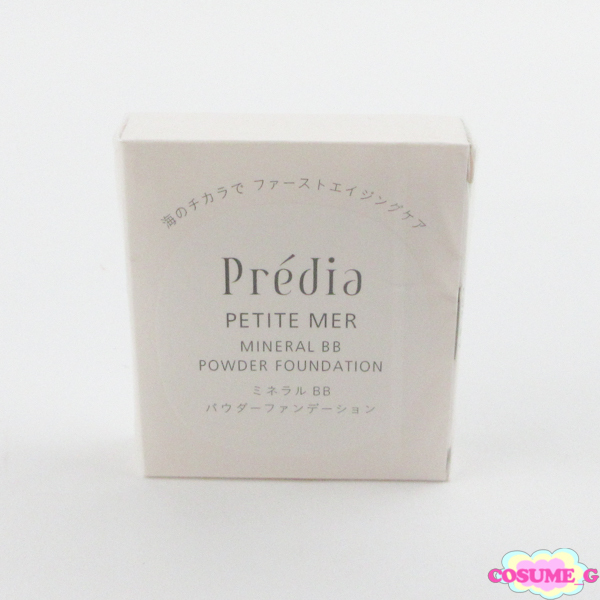 海のチカラで ファーストエイジングケア
Prédia
PETITE MER
MINERAL BB
POWDER FOUNDATION
ミネラル BB
パウダーファンデーション
COSUME_G